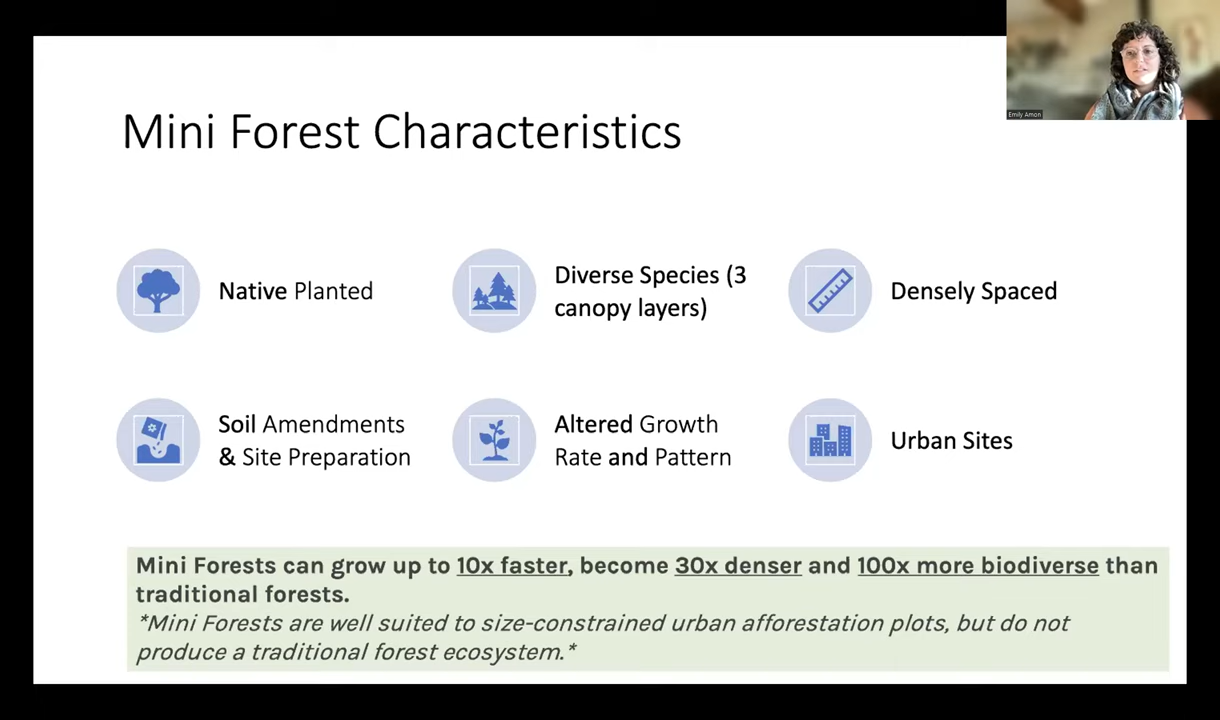 Emily Amon
Mini Forest Characteristics
Native Planted
Diverse Species (3
canopy layers)
Densely Spaced
Soil Amendments
& Site Preparation
Altered Growth
Rate and Pattern
Urban Sites
Mini Forests can grow up to 10x faster, become 30x denser and 100x more biodiverse than
traditional forests.
*Mini Forests are well suited to size-constrained urban afforestation plots, but do not
produce a traditional forest ecosystem.*